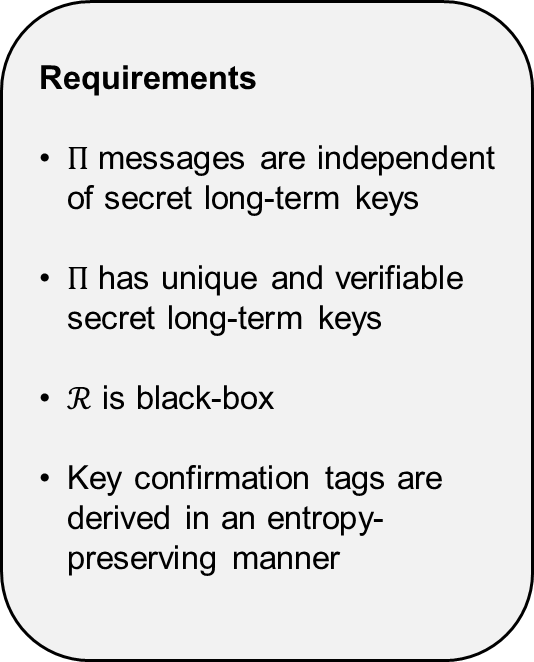 Requirements
• Π messages are independent
of secret long-term keys
• Π has unique and verifiable
secret long-term keys
• ℛ is black-box
• Key confirmation tags are
derived in an entropy-
preserving manner